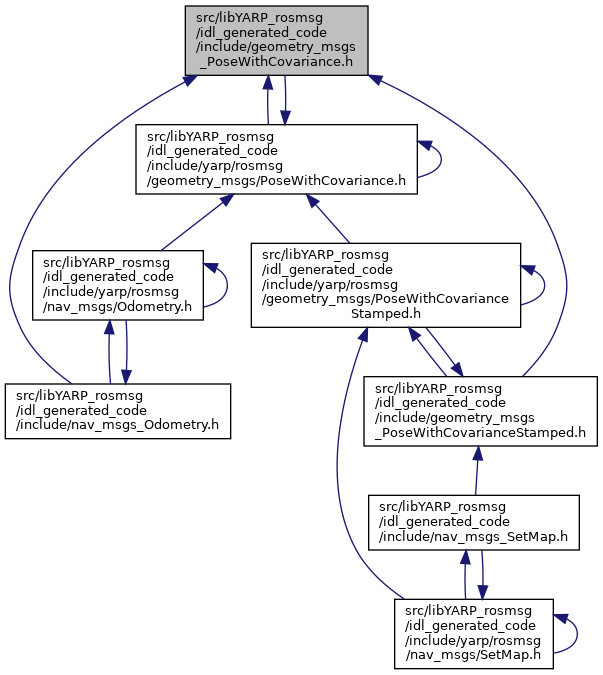 src/libYARP_rosmsg
/idl_generated_code
/include/geometry_msgs
_PoseWithCovariance.h
src/libYARP_rosmsg
/idl_generated_code
/include/yarp/rosmsg
/geometry_msgs/PoseWithCovariance.h
src/libYARP_rosmsg
/idl_generated_code
/include/yarp/rosmsg
/nav_msgs/Odometry.h
src/libYARP_rosmsg
/idl_generated_code
/include/yarp/rosmsg
/geometry_msgs/PoseWithCovariance
Stamped.h
src/libYARP_rosmsg
/idl_generated_code
/include/nav_msgs_Odometry.h
src/libYARP_rosmsg
/idl_generated_code
/include/geometry_msgs
_PoseWithCovarianceStamped.h
src/libYARP_rosmsg
/idl_generated_code
/include/nav_msgs_SetMap.h
src/libYARP_rosmsg
/idl_generated_code
/include/yarp/rosmsg
/nav_msgs/SetMap.h